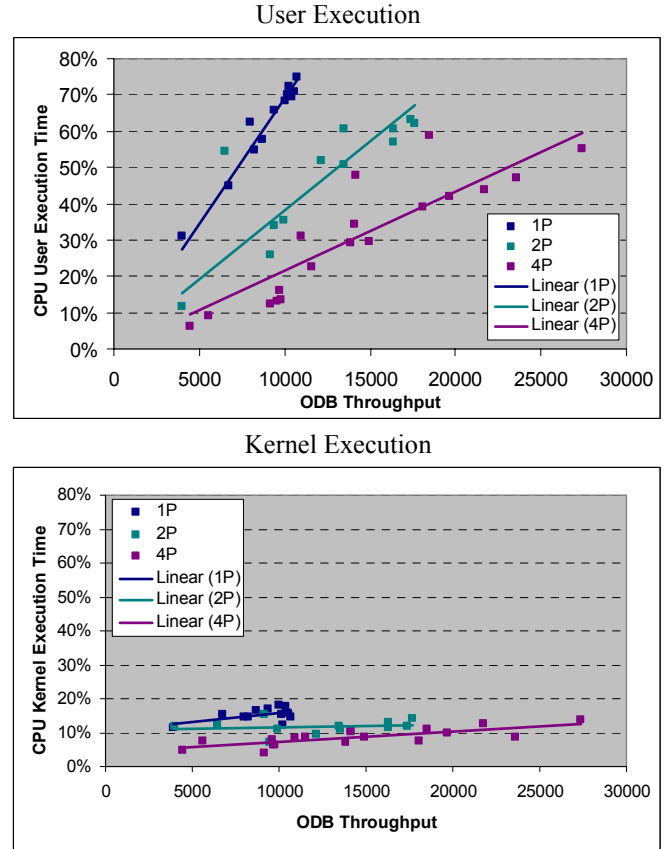 User Execution
80%
70%
60%
50%
40%
30%
20%
10%
0%
CPU User Execution Time
1P
2P
4P
Linear (1P)
Linear (2P)
Linear (4P)
0 5000 10000 15000 20000 25000 30000
ODB Throughput
Kernel Execution
80%
70%
60%
50%
40%
30%
20%
10%
0%
CPU Kernel Execution Time
1P
2P
4P
Linear (1P)
Linear (2P)
Linear (4P)
0 5000 10000 15000 20000 25000 30000
ODB Throughput